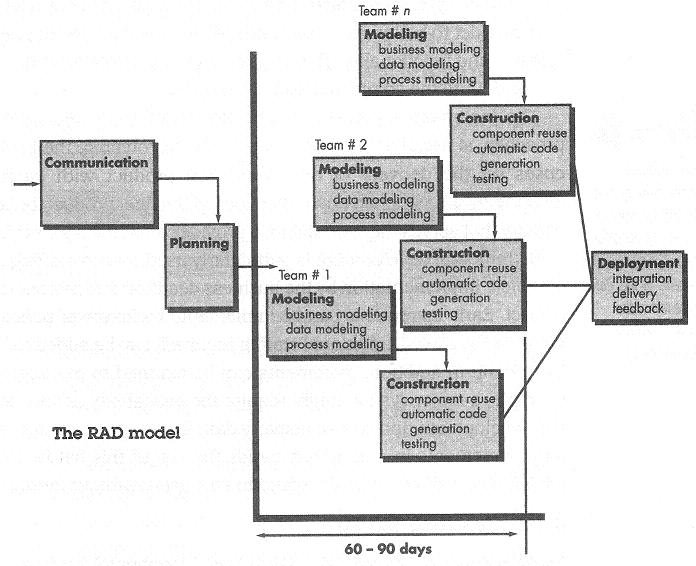 Team # n
Modeling
business modeling
data modeling
process modeling
Construction
component reuse
automatic code
generation
testing
Team # 2
Modeling
business modeling
data modeling
process modeling
Construction
component reuse
automatic code
generation
testing
Communication
Planning
Team # 1
Modeling
business modeling
data modeling
process modeling
Construction
component reuse
automatic code
generation
testing
Deployment
integration
delivery
feedback
The RAD model
60 – 90 days